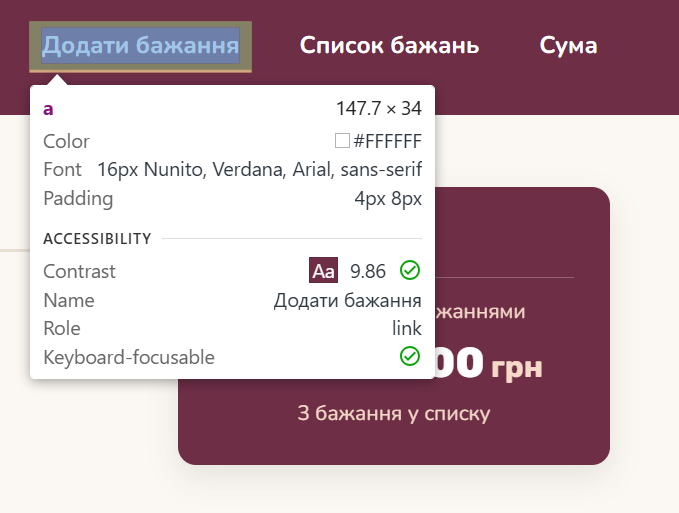 Додати бажання Список бажань Сума
a 147.7 × 34
Color #FFFFFF
Font 16px Nunito, Verdana, Arial, sans-serif
Padding 4px 8px
ACCESSIBILITY
Contrast Aa 9.86
Name Додати бажання
Role link
Keyboard-focusable
жаннями
00 грн
3 бажання у списку